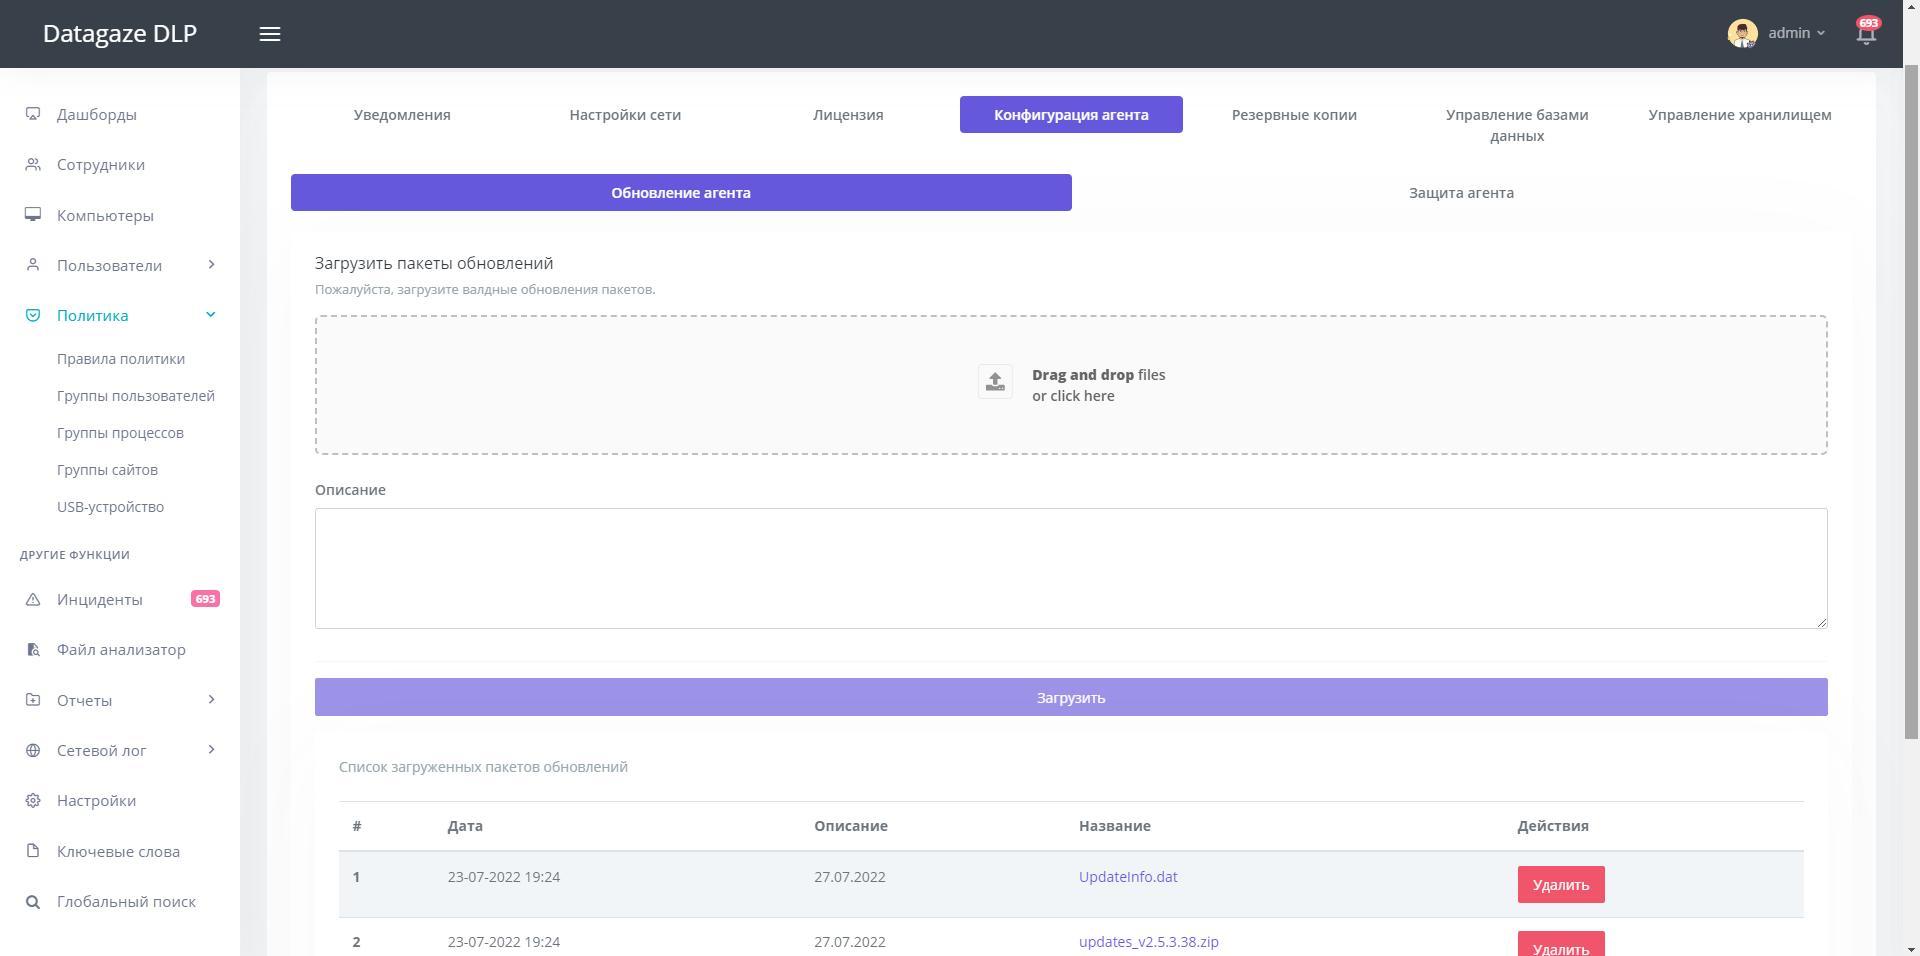 Datagaze DLP
admin
693
Дашборды
Сотрудники
Компьютеры
Пользователи
Политика
Правила политики
Группы пользователей
Группы процессов
Группы сайтов
USB-устройство
ДРУГИЕ ФУНКЦИИ
Инциденты 693
Файл анализатор
Отчеты
Сетевой лог
Настройки
Ключевые слова
Глобальный поиск
Уведомления
Настройки сети
Лицензия
Конфигурация агента
Резервные копии
Управление базами
данных
Управление хранилищем
Обновление агента
Защита агента
Загрузить пакеты обновлений
Пожалуйста, загрузите валдные обновления пакетов.
Drag and drop files
or click here
Описание
Загрузить
Список загруженных пакетов обновлений
# Дата Описание Название Действия
1 23-07-2022 19:24 27.07.2022 UpdateInfo.dat Удалить
2 23-07-2022 19:24 27.07.2022 updates_v2.5.3.38.zip Удалить